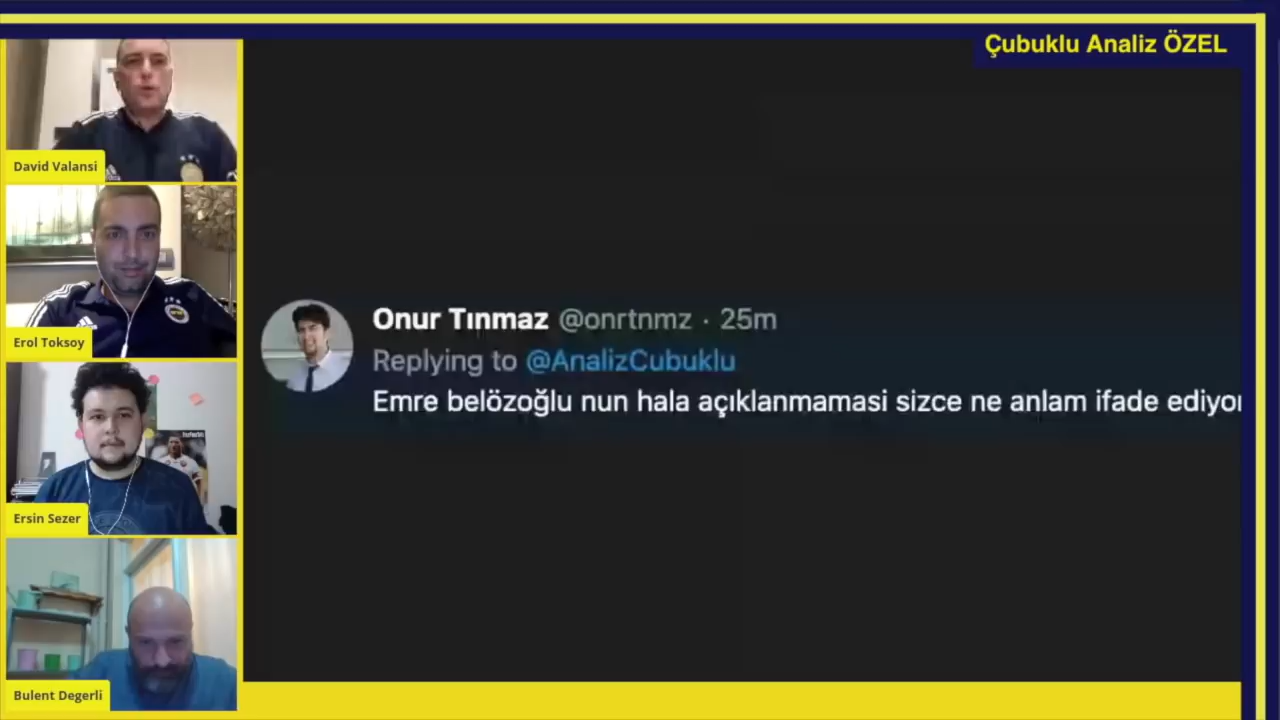 Çubuklu Analiz ÖZEL
David Valansi
Erol Toksoy
Ersin Sezer
Bulent Degerli
Onur Tınmaz @onrtnmz · 25m
Replying to @AnalizCubuklu
Emre belözoğlu nun hala açıklanmamasi sizce ne anlam ifade ediyor